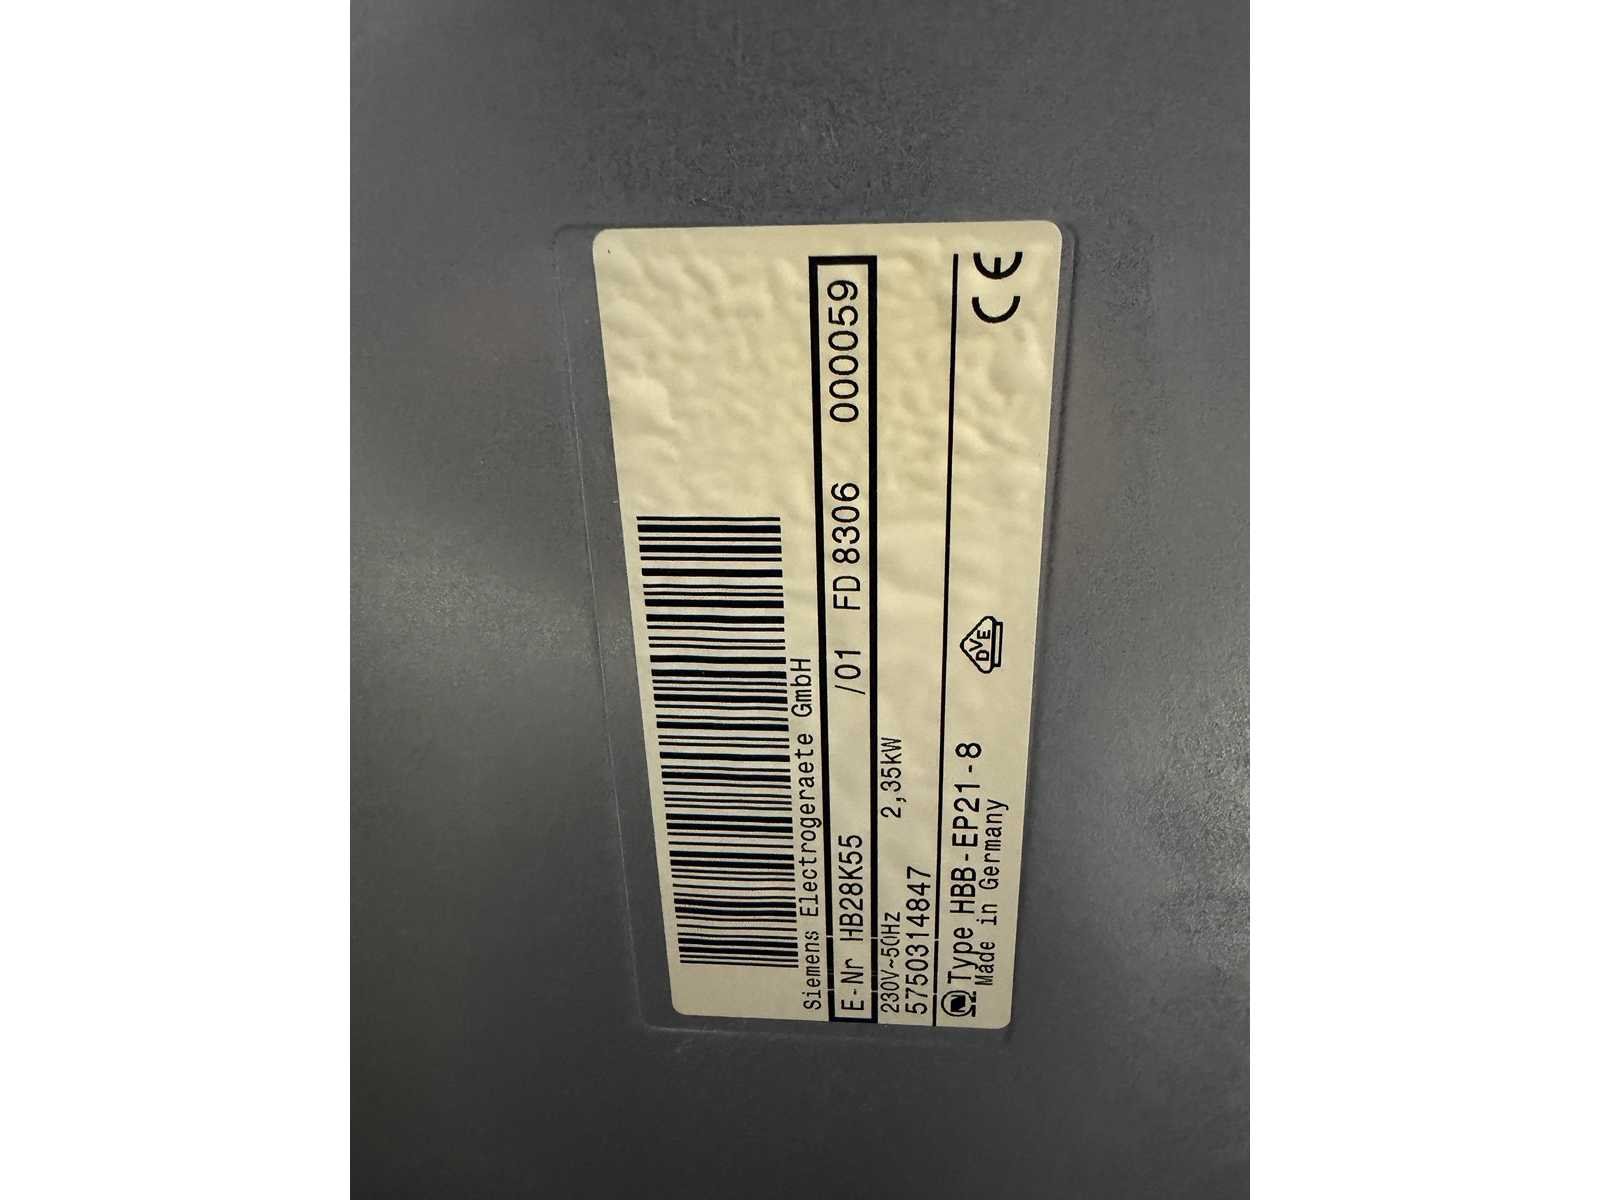 Siemens Electrogeraete GmbH
E-Nr HB28K55 /01 FD 8306 000059
230V~50Hz 2,35kW
5750314847
Type HBB-EP21-8
Made in Germany
DVE
CE